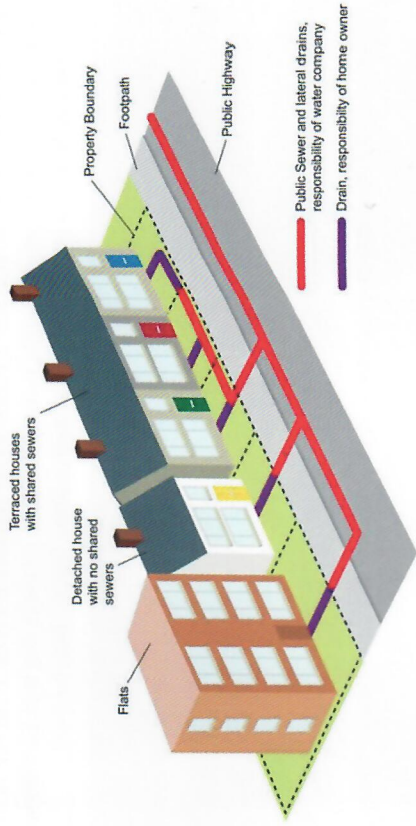 Terraced houses
with shared sewers
Detached house
with no shared
sewers
Flats
Property Boundary
Footpath
Public Highway
Public Sewer and lateral drains,
responsibility of water company
Drain, responsibility of home owner